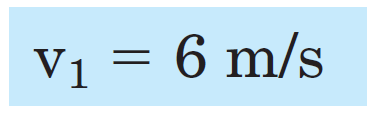 v₁ = 6 m/s